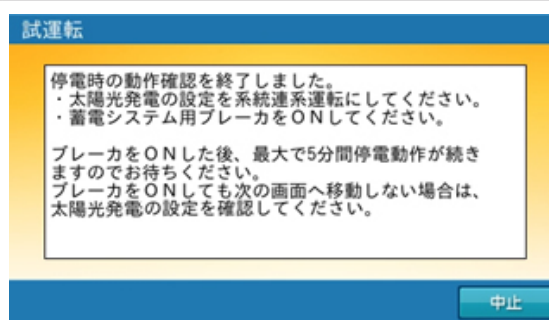 試運転
停電時の動作確認を終了しました。
・太陽光発電の設定を系統連系運転にしてください。
・蓄電システム用ブレーカをＯＮしてください。
ブレーカをＯＮした後、最大で5分間停電動作が続き
ますのでお待ちください。
ブレーカをＯＮしても次の画面へ移動しない場合は、
太陽光発電の設定を確認してください。
中止